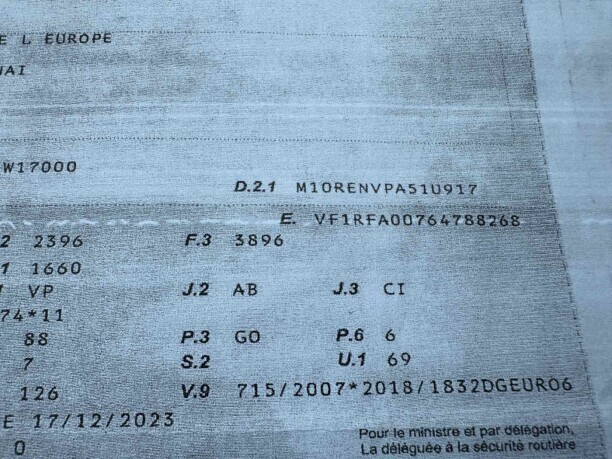 E L EUROPE
NAI
W17000
D.2.1 M10RENVPA51U917
E. VF1RFA00764788268
2 2396 F.3 3896
1 1660
VP J.2 AB J.3 CI
74*11
88 P.3 GO P.6 6
7 S.2 U.1 69
126 V.9 715/2007*2018/1832DGEURO6
E 17/12/2023
0
Pour le ministre et par délégation,
La déléguée à la sécurité routière